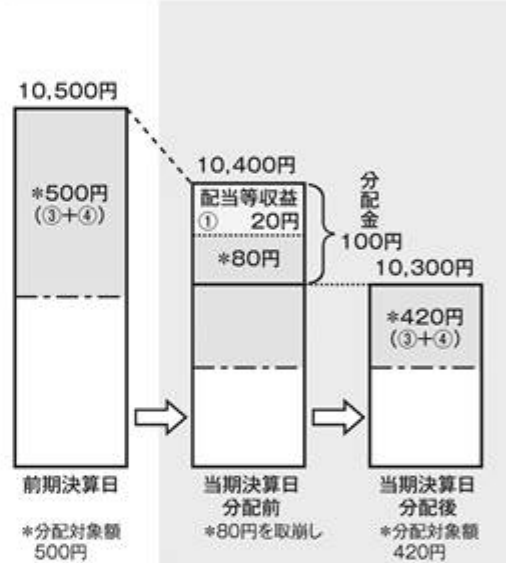 10,500円
*500円
(③+④)
前期決算日
*分配対象額
500円
10,400円
配当等収益
① 20円
*80円
分配金
100円
当期決算日
分配前
*80円を取崩し
10,300円
*420円
(③+④)
当期決算日
分配後
*分配対象額
420円